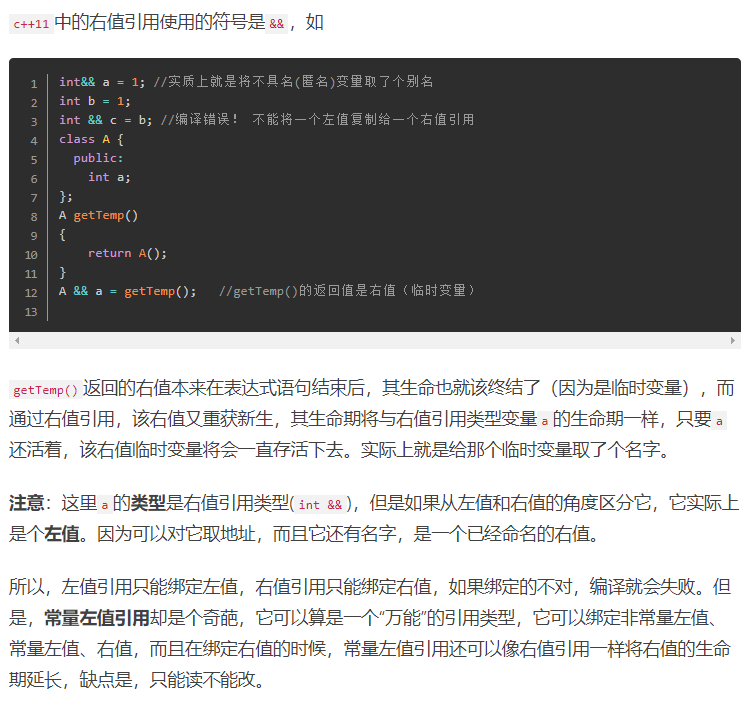 c++11 中的右值引用使用的符号是 &&，如
1 int&& a = 1; //实质上就是将不具名(匿名)变量取了个别名
2 int b = 1;
3 int && c = b; //编译错误！ 不能将一个左值复制给一个右值引用
4 class A {
5   public:
6     int a;
7 };
8 A getTemp()
9 {
10     return A();
11 }
12 A && a = getTemp();   //getTemp()的返回值是右值（临时变量）
13
getTemp() 返回的右值本来在表达式语句结束后，其生命也就该终结了（因为是临时变量），而
通过右值引用，该右值又重获新生，其生命期将与右值引用类型变量 a 的生命期一样，只要 a
还活着，该右值临时变量将会一直存活下去。实际上就是给那个临时变量取了个名字。
注意：这里 a 的类型是右值引用类型( int &&)，但是如果从左值和右值的角度区分它，它实际上
是个左值。因为可以对它取地址，而且它还有名字，是一个已经命名的右值。
所以，左值引用只能绑定左值，右值引用只能绑定右值，如果绑定的不对，编译就会失败。但
是，常量左值引用却是个奇葩，它可以算是一个“万能”的引用类型，它可以绑定非常量左值、
常量左值、右值，而且在绑定右值的时候，常量左值引用还可以像右值引用一样将右值的生命
期延长，缺点是，只能读不能改。